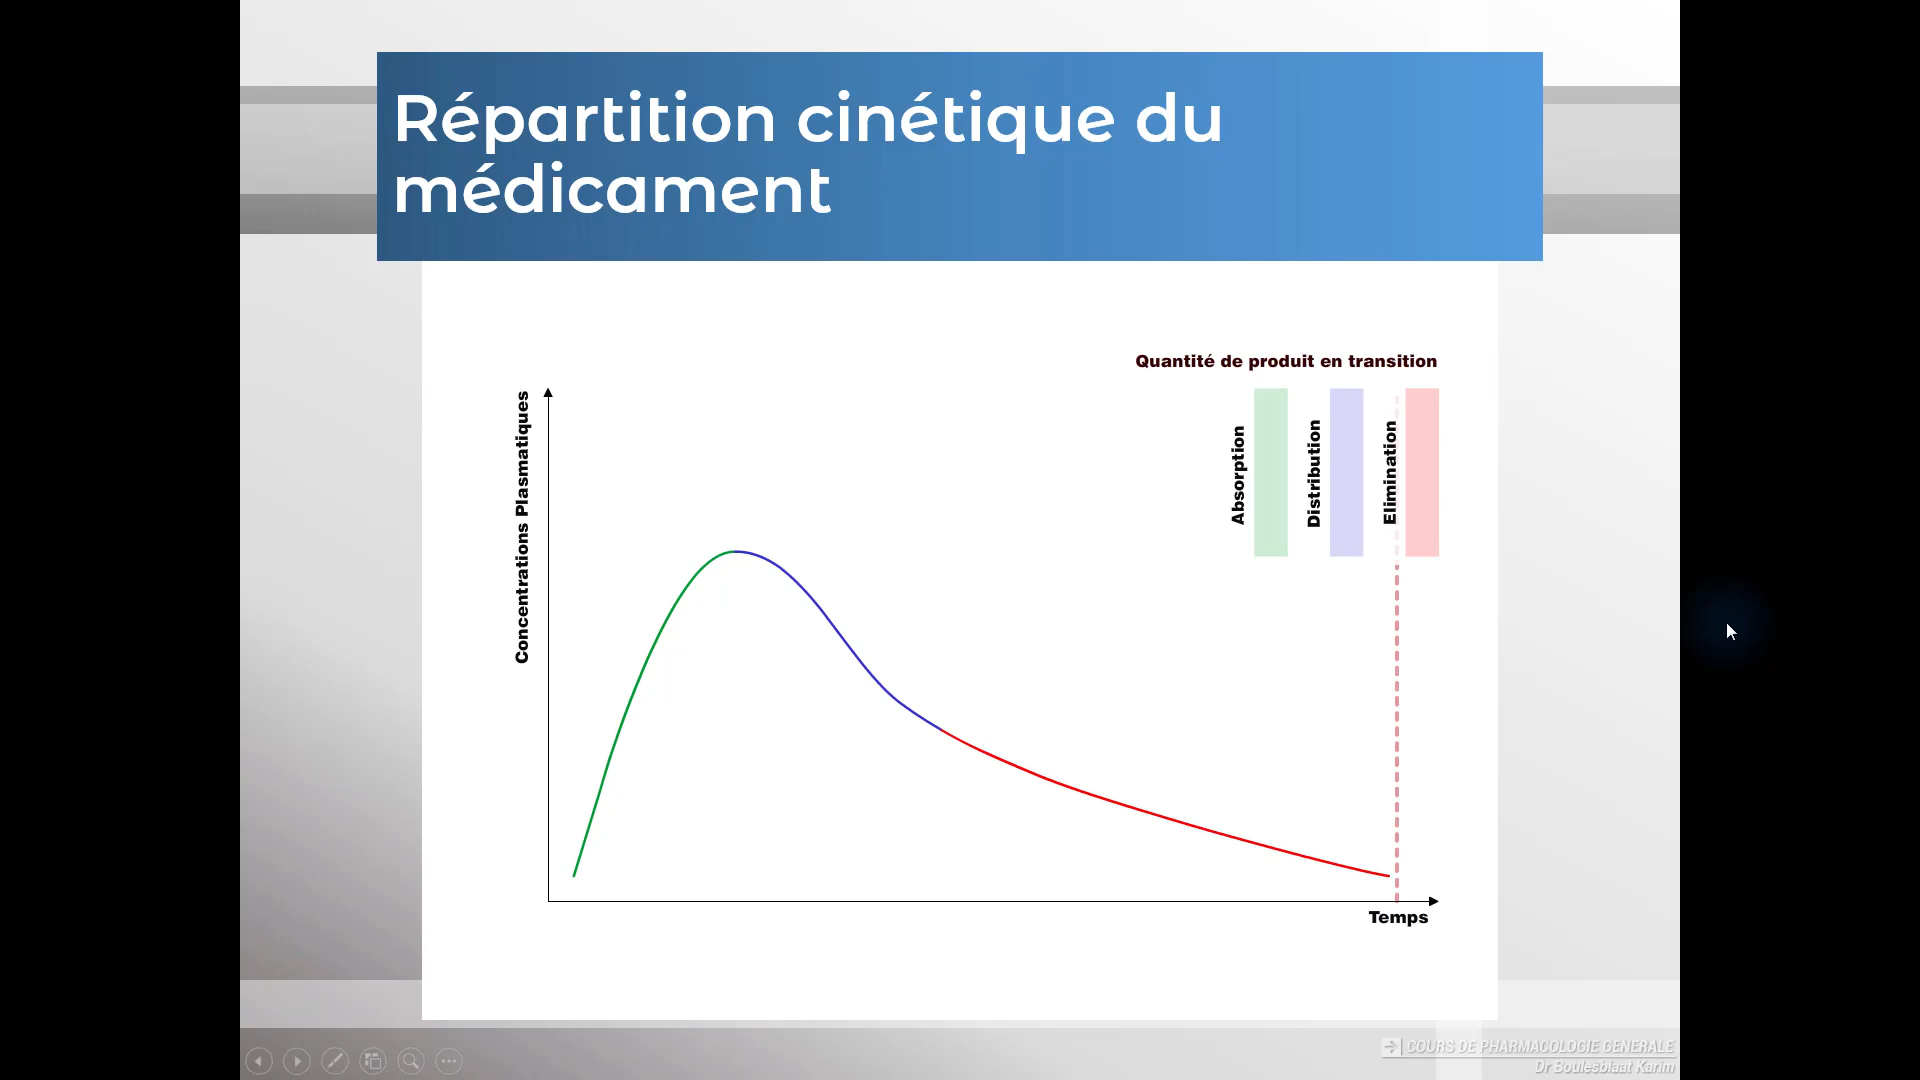 Répartition cinétique du
médicament
Quantité de produit en transition
Concentrations Plasmatiques
Absorption
Distribution
Elimination
Temps
COURS DE PHARMACOLOGIE GENERALE
Dr Boulesblaat Karim